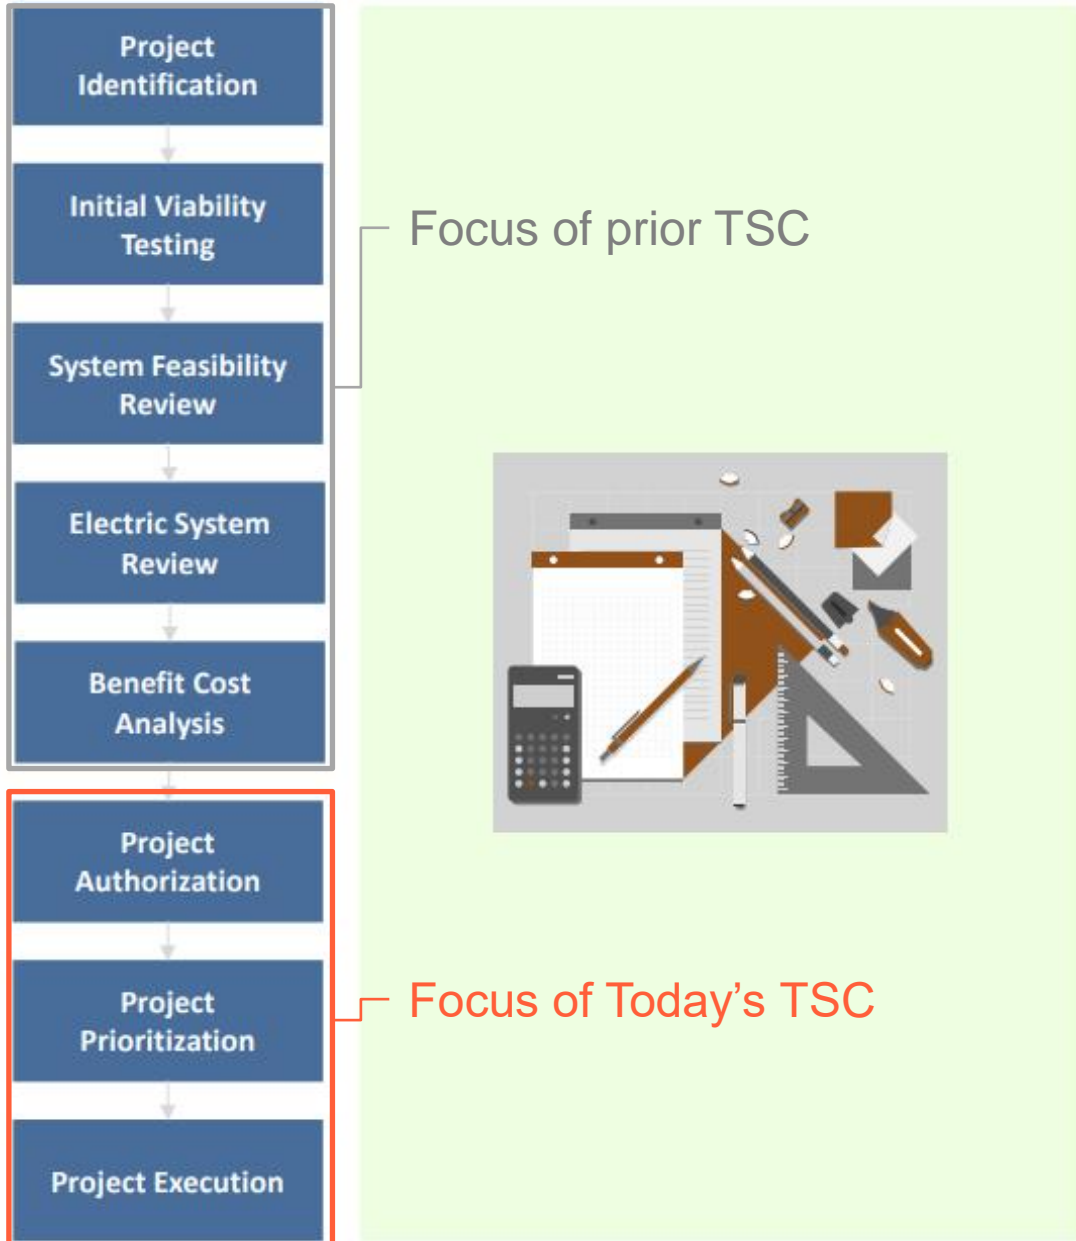 Project
Identification
Initial Viability
Testing
Focus of prior TSC
System Feasibility
Review
Electric System
Review
Benefit Cost
Analysis
Project
Authorization
Project
Prioritization
Focus of Today’s TSC
Project Execution